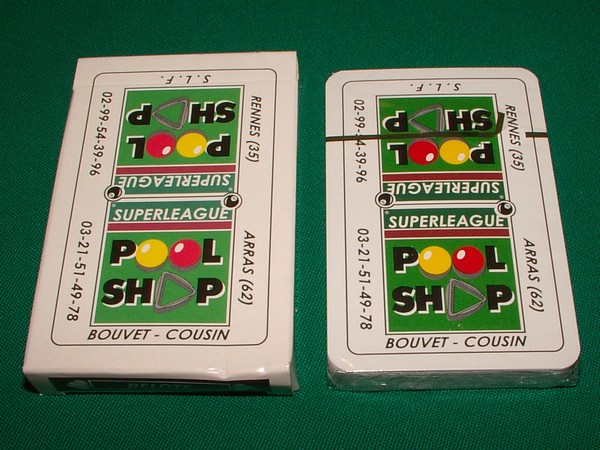 S.L.F.
RENNES (35)
02-99-54-39-96
SHOP
POOL
SUPERLEAGUE
SUPERLEAGUE
POOL
SHOP
03-21-51-49-78
ARRAS (62)
BOUVET - COUSIN
S.L.F.
RENNES (35)
02-99-54-39-96
SHOP
POOL
SUPERLEAGUE
SUPERLEAGUE
POOL
SHOP
03-21-51-49-78
ARRAS (62)
BOUVET - COUSIN